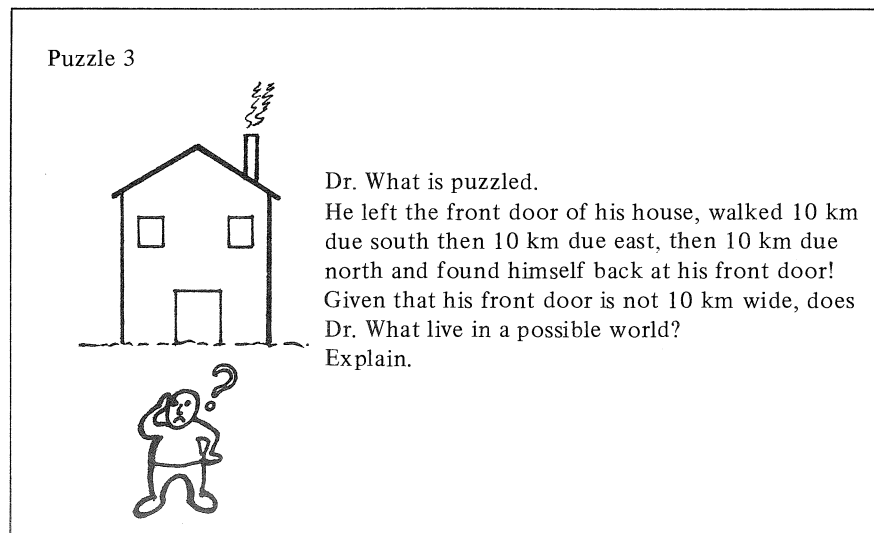 Puzzle 3
Dr. What is puzzled.
He left the front door of his house, walked 10 km
due south then 10 km due east, then 10 km due
north and found himself back at his front door!
Given that his front door is not 10 km wide, does
Dr. What live in a possible world?
Explain.
?